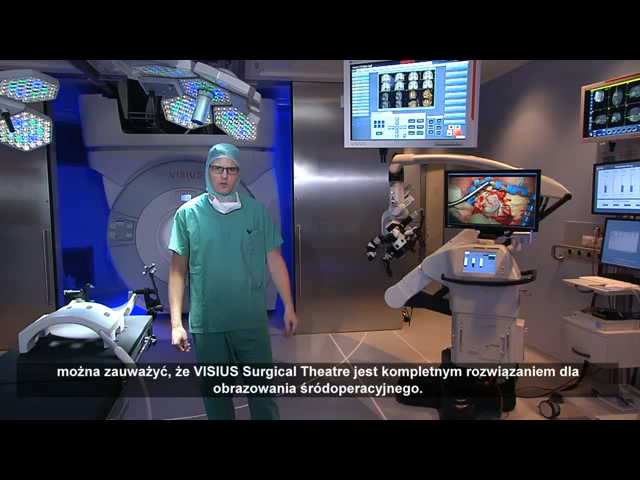 VISIUS
można zauważyć, że VISIUS Surgical Theatre jest kompletnym rozwiązaniem dla
obrazowania śródoperacyjnego.